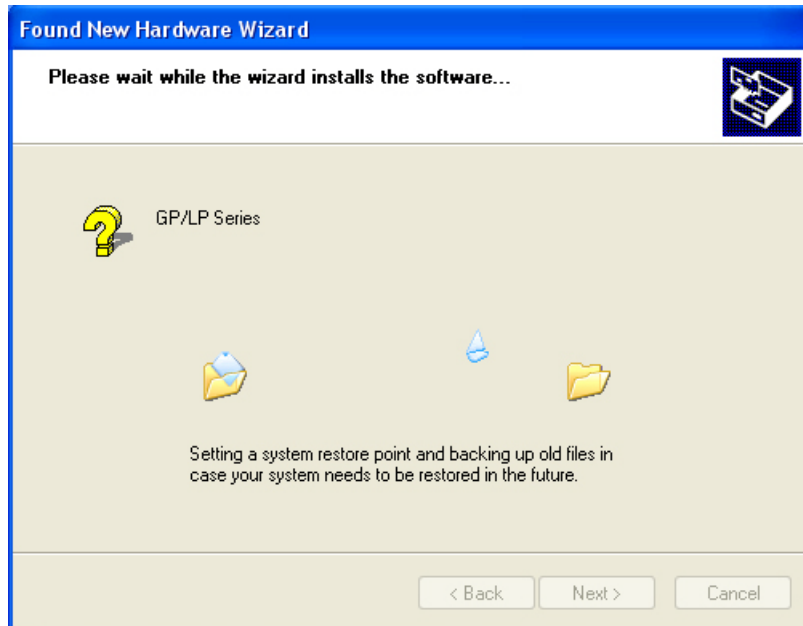 Found New Hardware Wizard
Please wait while the wizard installs the software...
GP/LP Series
Setting a system restore point and backing up old files in
case your system needs to be restored in the future.
< Back Next > Cancel